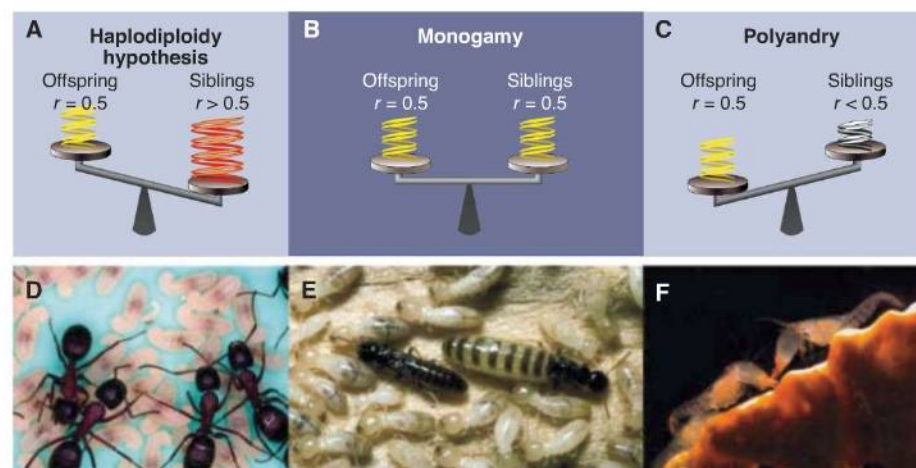 A
Haplodiploidy
hypothesis
Offspring
r = 0.5
Siblings
r > 0.5
B
Monogamy
Offspring
r = 0.5
Siblings
r = 0.5
C
Polyandry
Offspring
r = 0.5
Siblings
r < 0.5
D
E
F